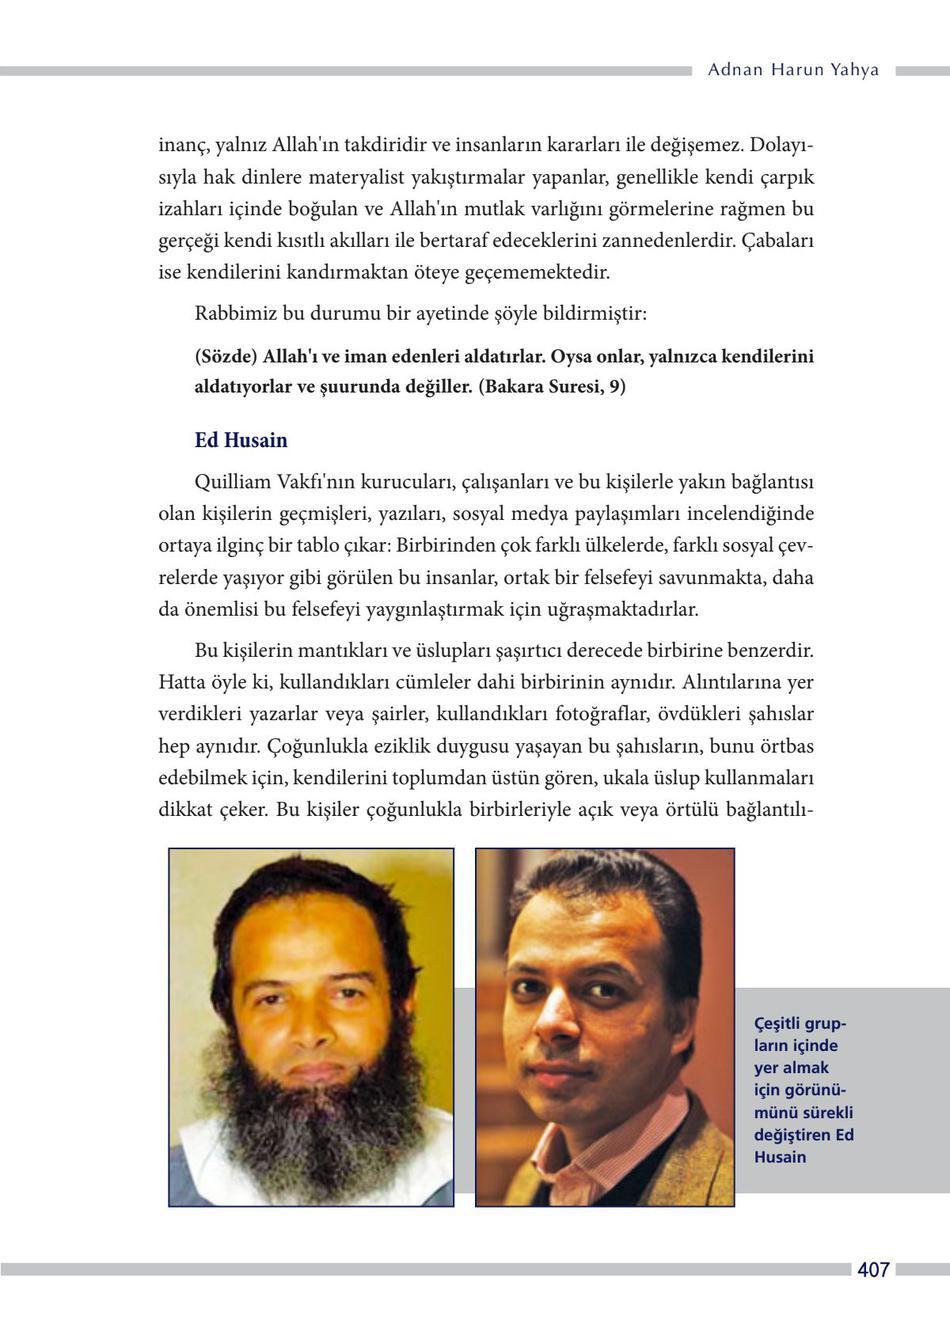 Adnan Harun Yahya
inanç, yalnız Allah'ın takdiridir ve insanların kararları ile değişemez. Dolayı-
sıyla hak dinlere materyalist yakıştırmalar yapanlar, genellikle kendi çarpık
izahları içinde boğulan ve Allah'ın mutlak varlığını görmelerine rağmen bu
gerçeği kendi kısıtlı akılları ile bertaraf edeceklerini zannedenlerdir. Çabaları
ise kendilerini kandırmaktan öteye geçememektedir.
Rabbimiz bu durumu bir ayetinde şöyle bildirmiştir:
(Sözde) Allah'ı ve iman edenleri aldatırlar. Oysa onlar, yalnızca kendilerini
aldatıyorlar ve şuurunda değiller. (Bakara Suresi, 9)
Ed Husain
Quilliam Vakfı'nın kurucuları, çalışanları ve bu kişilerle yakın bağlantısı
olan kişilerin geçmişleri, yazıları, sosyal medya paylaşımları incelendiğinde
ortaya ilginç bir tablo çıkar: Birbirinden çok farklı ülkelerde, farklı sosyal çev-
relerde yaşıyor gibi görülen bu insanlar, ortak bir felsefeyi savunmakta, daha
da önemlisi bu felsefeyi yaygınlaştırmak için uğraşmaktadırlar.
Bu kişilerin mantıkları ve üslupları şaşırtıcı derecede birbirine benzerdir.
Hatta öyle ki, kullandıkları cümleler dahi birbirinin aynıdır. Alıntılarına yer
verdikleri yazarlar veya şairler, kullandıkları fotoğraflar, övdükleri şahıslar
hep aynıdır. Çoğunlukla eziklik duygusu yaşayan bu şahısların, bunu örtbas
edebilmek için, kendilerini toplumdan üstün gören, ukala üslup kullanmaları
dikkat çeker. Bu kişiler çoğunlukla birbirleriyle açık veya örtülü bağlantılı-
Çeşitli grup-
ların içinde
yer almak
için görünü-
münü sürekli
değiştiren Ed
Husain
407